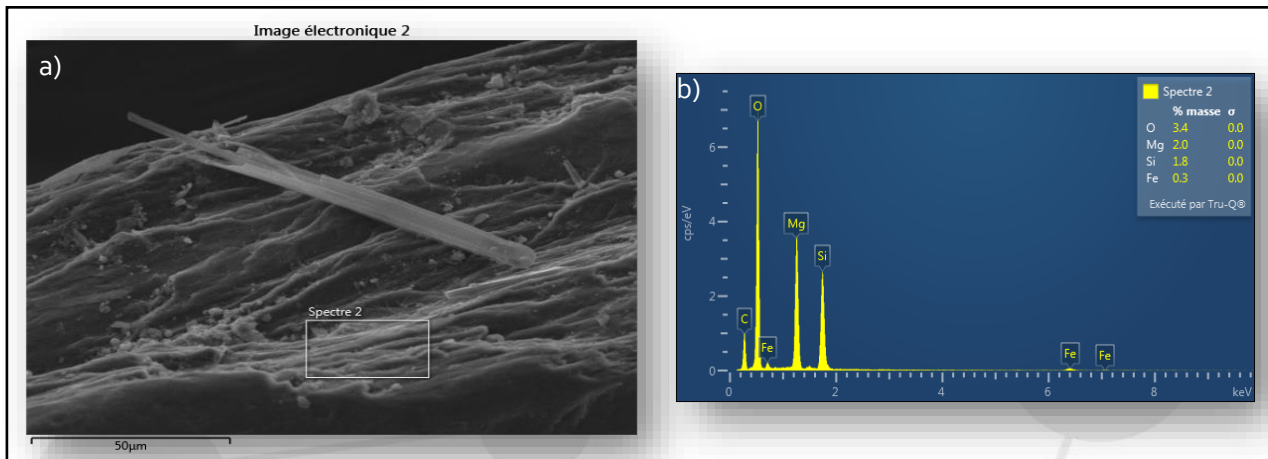 Image électronique 2
a)
Spectre 2
50µm
b)
Spectre 2
% masse σ
O 3.4 0.0
Mg 2.0 0.0
Si 1.8 0.0
Fe 0.3 0.0
Exécuté par Tru-Q®
O
Mg
Si
C
Fe
Fe
Fe
cps/eV
6
4
2
0
0 2 4 6 8 keV